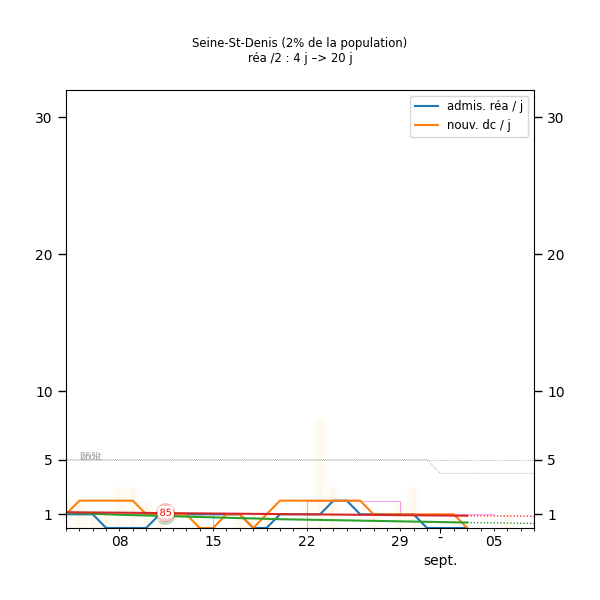 Seine-St-Denis (2% de la population)
réa /2 : 4 j –> 20 j
admis. réa / j
nouv. dc / j
30 30
20 20
10 10
5 5
85
1 1
08 15 22 29 - 05
sept.